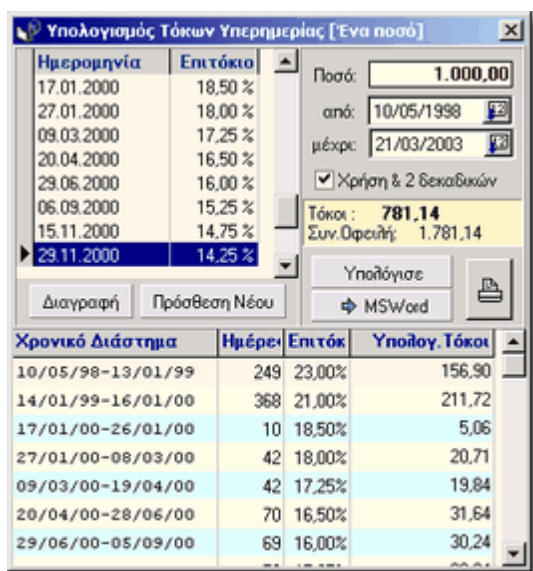 Υπολογισμός Τόκων Υπερημερίας [Ένα ποσό]
Ημερομηνία Επιτόκιο
17.01.2000 18,50 %
27.01.2000 18,00 %
09.03.2000 17,25 %
20.04.2000 16,50 %
29.06.2000 16,00 %
06.09.2000 15,25 %
15.11.2000 14,75 %
29.11.2000 14,25 %
Διαγραφή Πρόσθεση Νέου
Ποσό: 1.000,00
από: 10/05/1998
μέχρι: 21/03/2003
Χρήση & 2 δεκαδικών
Τόκοι : 781,14
Συν.Οφειλή: 1.781,14
Υπολόγισε
MSWord
Χρονικό Διάστημα Ημέρες Επιτόκ Υπολογ.Τόκοι
10/05/98-13/01/99 249 23,00% 156,90
14/01/99-16/01/00 368 21,00% 211,72
17/01/00-26/01/00 10 18,50% 5,06
27/01/00-08/03/00 42 18,00% 20,71
09/03/00-19/04/00 42 17,25% 19,84
20/04/00-28/06/00 70 16,50% 31,64
29/06/00-05/09/00 69 16,00% 30,24